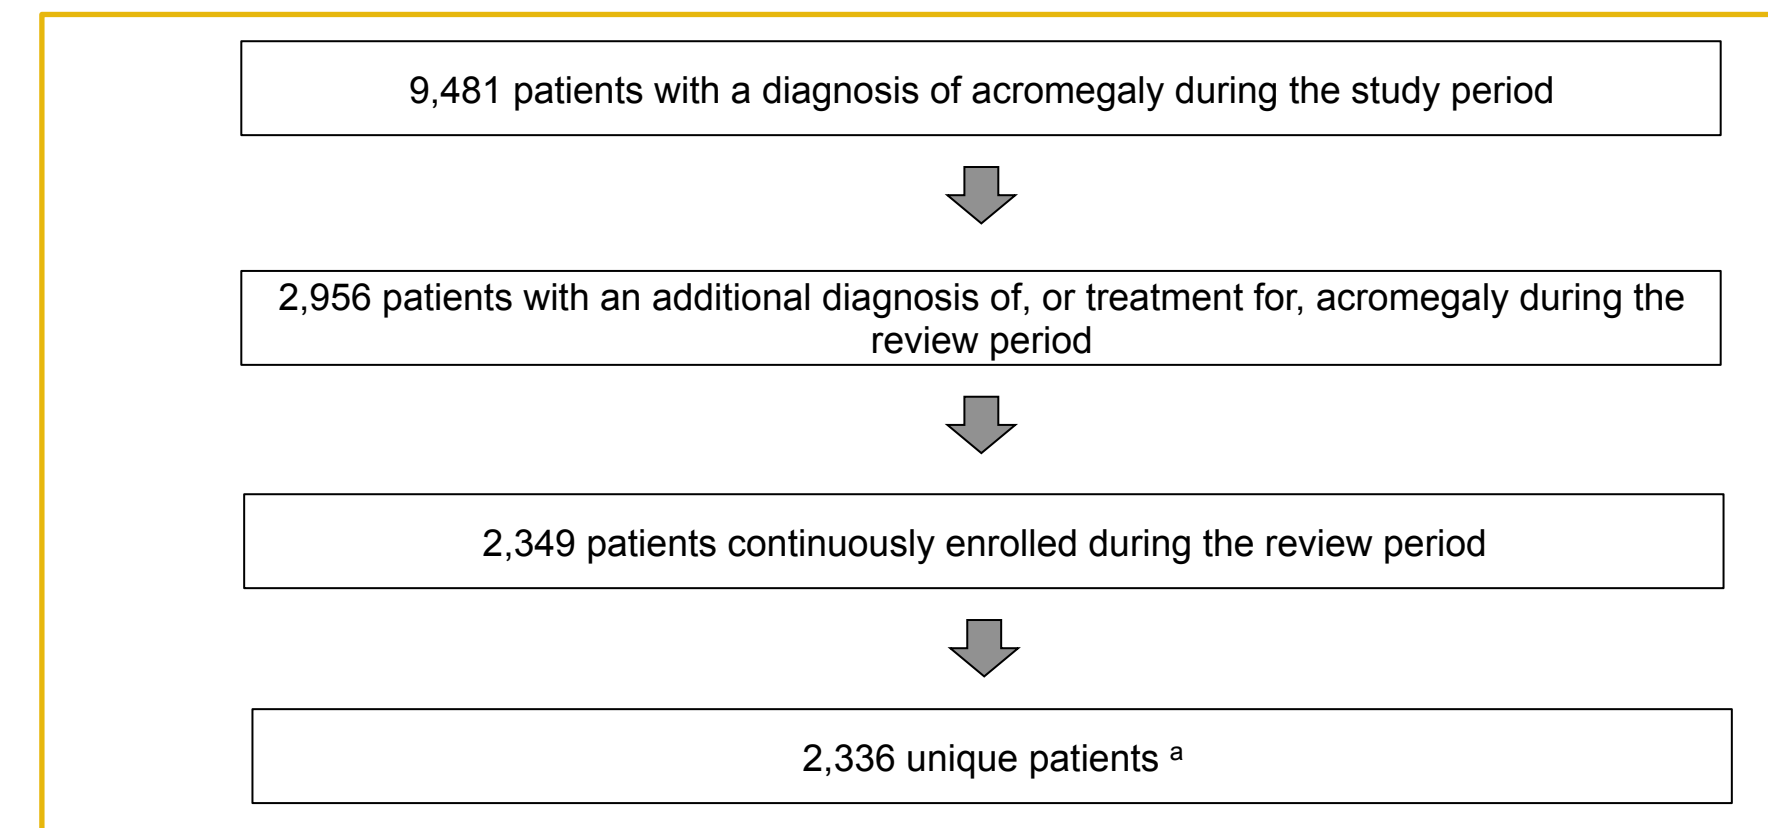 9,481 patients with a diagnosis of acromegaly during the study period
2,956 patients with an additional diagnosis of, or treatment for, acromegaly during the
review period
2,349 patients continuously enrolled during the review period
2,336 unique patients ᵃ